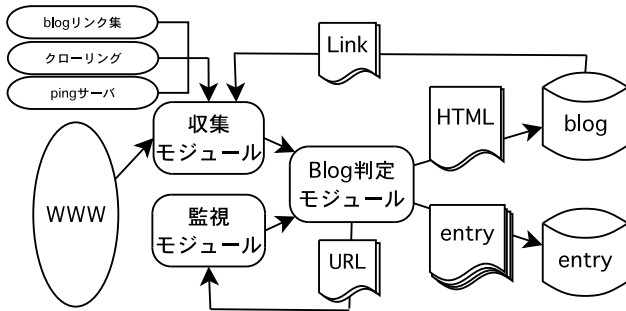 blogリンク集
クローリング
pingサーバ
Link
収集
モジュール
HTML
blog
WWW
Blog判定
モジュール
監視
モジュール
URL
entry
entry